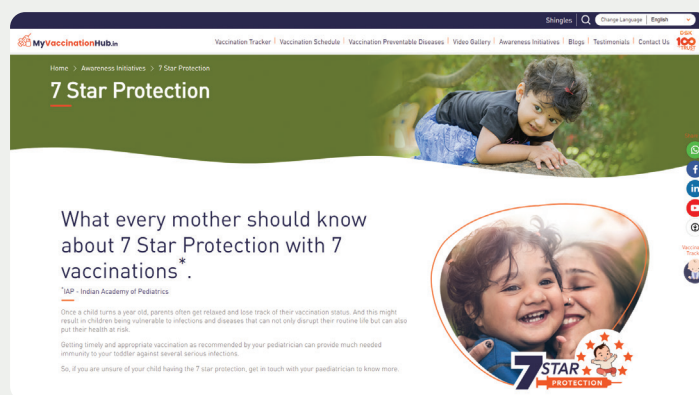 Shingles
Change Language English
MyVaccinationHub.in
Vaccination Tracker Vaccination Schedule Vaccination Preventable Diseases Video Gallery Awareness Initiatives Blogs Testimonials Contact Us
100
TRUST
Home > Awareness Initiatives > 7 Star Protection
7 Star Protection
What every mother should know
about 7 Star Protection with 7
vaccinations*.
*IAP - Indian Academy of Pediatrics
Once a child turns a year old, parents often get relaxed and lose track of their vaccination status. And this might
result in children being vulnerable to infections and diseases that can not only disrupt their routine life but can also
put their health at risk.
Getting timely and appropriate vaccination as recommended by your pediatrician can provide much needed
immunity to your toddler against several serious infections.
So, if you are unsure of your child having the 7 star protection, get in touch with your paediatrician to know more.
7 STAR
PROTECTION